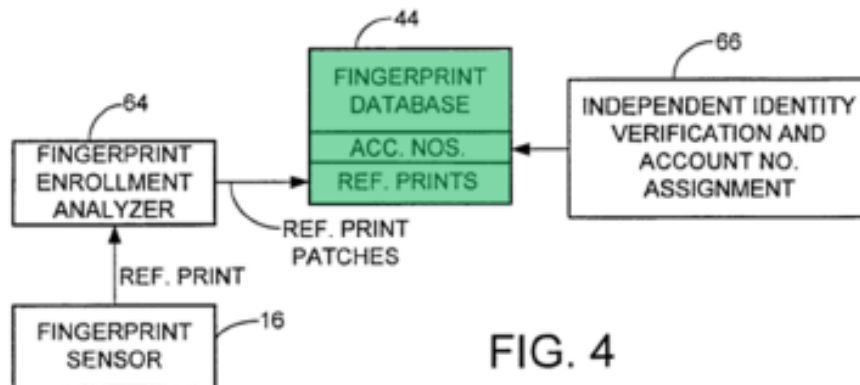 44
FINGERPRINT
DATABASE
ACC. NOS.
REF. PRINTS
66
INDEPENDENT IDENTITY
VERIFICATION AND
ACCOUNT NO.
ASSIGNMENT
64
FINGERPRINT
ENROLLMENT
ANALYZER
REF. PRINT
PATCHES
REF. PRINT
16
FINGERPRINT
SENSOR
FIG. 4